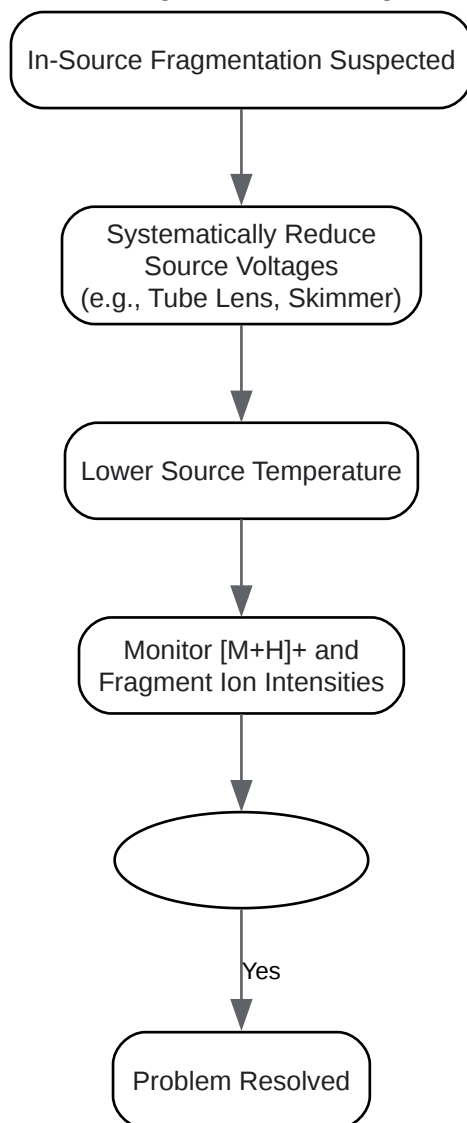 In-Source Fragmentation Suspected
Systematically Reduce
Source Voltages
(e.g., Tube Lens, Skimmer)
Lower Source Temperature
Monitor [M+H]+ and
Fragment Ion Intensities
Yes
Problem Resolved